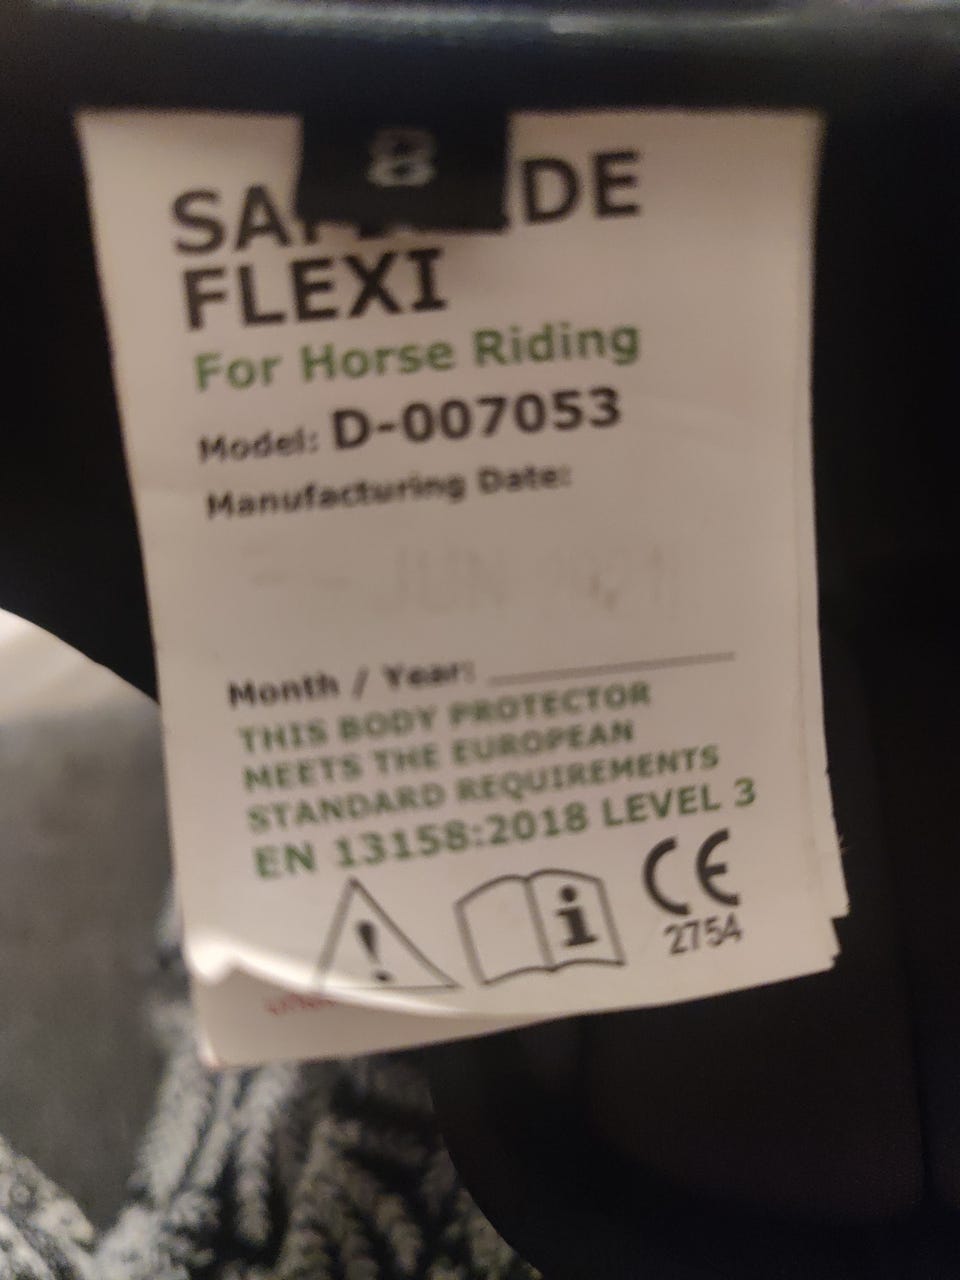 8
DE
FLEXI
For Horse Riding
Model: D-007053
Manufacturing Date:
JUN
Month / Year:
THIS BODY PROTECTOR
MEETS THE EUROPEAN
STANDARD REQUIREMENTS
EN 13158:2018 LEVEL 3
i
CE
2754